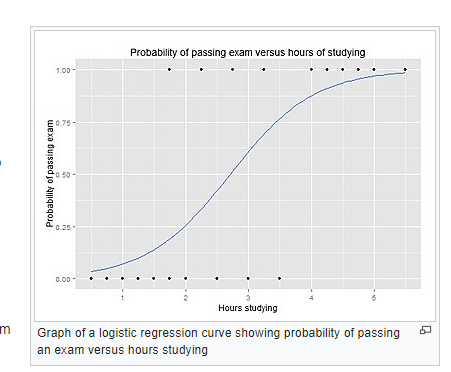 Probability of passing exam versus hours of studying
1.00
0.75
0.50
0.25
0.00
Probability of passing exam
1 2 3 4 5
Hours studying
Graph of a logistic regression curve showing probability of passing
an exam versus hours studying
m